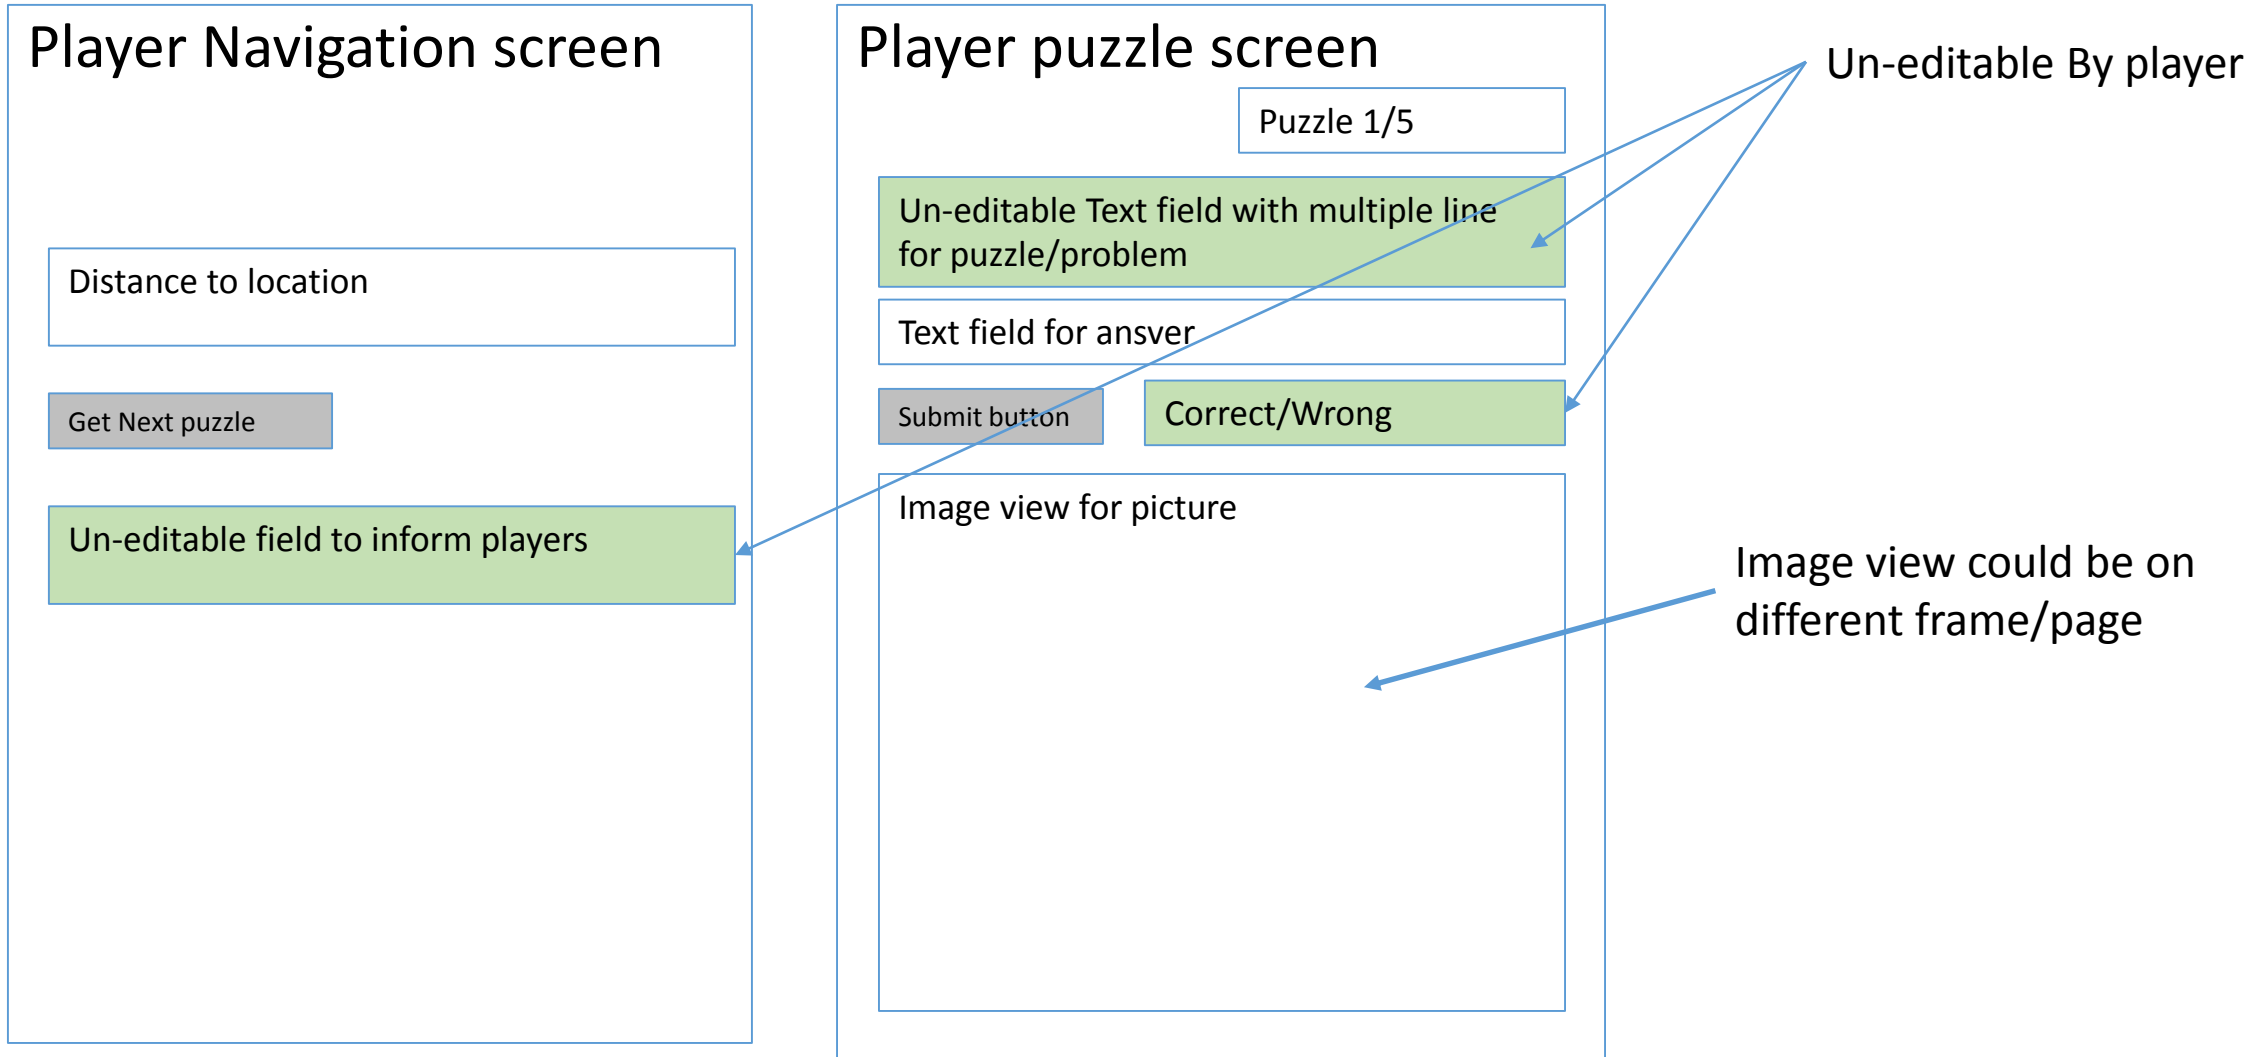 Player Navigation screen
Distance to location
Get Next puzzle
Un-editable field to inform players
Player puzzle screen
Puzzle 1/5
Un-editable Text field with multiple line
for puzzle/problem
Text field for ansver
Submit button
Correct/Wrong
Image view for picture
Un-editable By player
Image view could be on
different frame/page